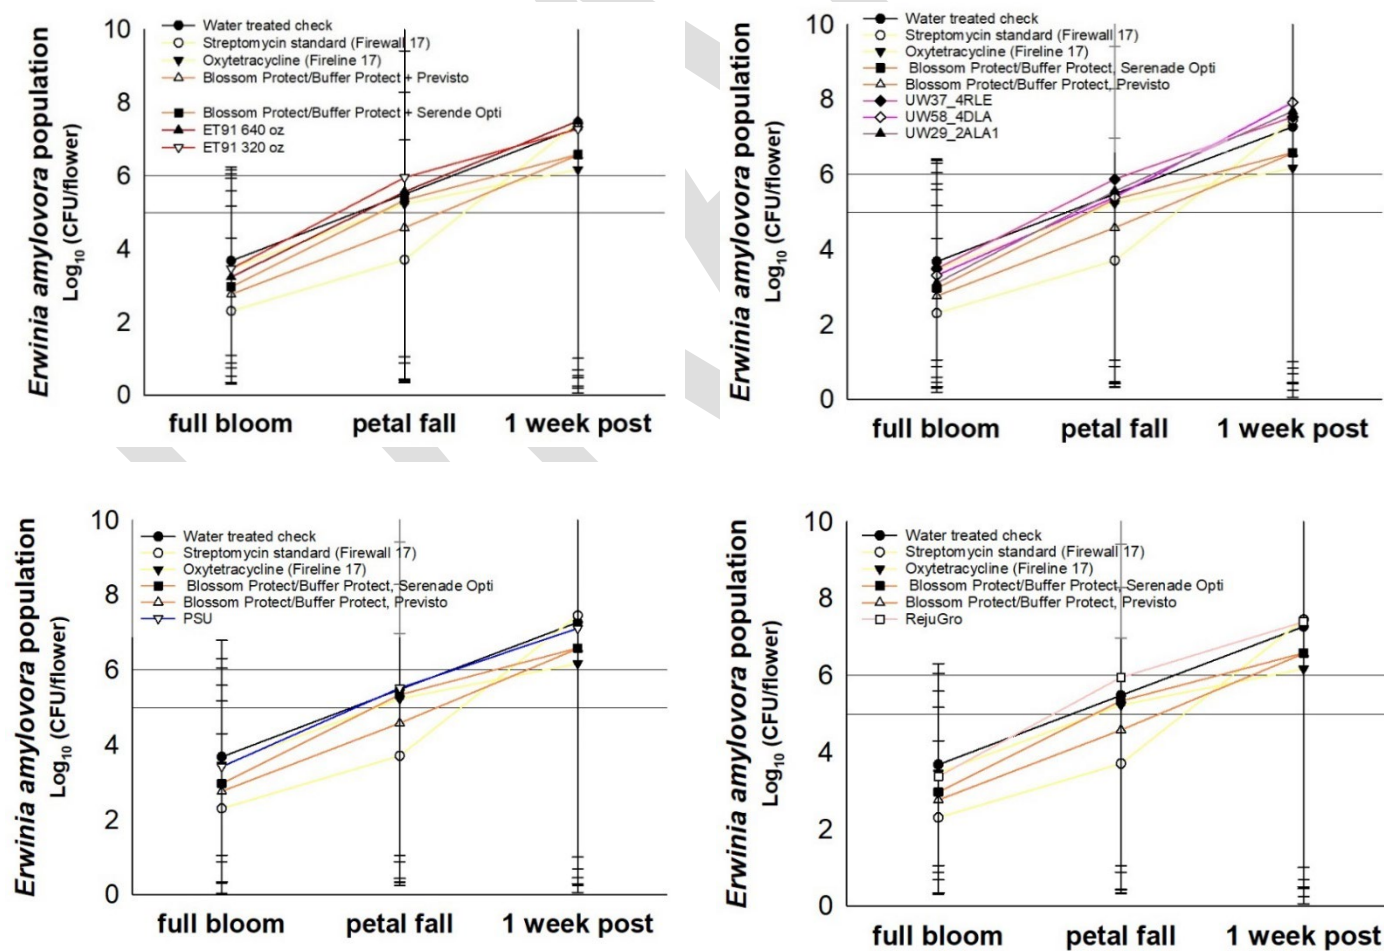 Erwinia amylovora population
Log10 (CFU/flower)
10
8
6
4
2
0
Water treated check
Streptomycin standard (Firewall 17)
Oxytetracycline (Fireline 17)
Blossom Protect/Buffer Protect + Previsto
Blossom Protect/Buffer Protect + Serende Opti
ET91 640 oz
ET91 320 oz
full bloom petal fall 1 week post
Erwinia amylovora population
Log10 (CFU/flower)
10
8
6
4
2
0
Water treated check
Streptomycin standard (Firewall 17)
Oxytetracycline (Fireline 17)
Blossom Protect/Buffer Protect, Serenade Opti
Blossom Protect/Buffer Protect, Previsto
UW37_4RLE
UW58_4DLA
UW29_2ALA1
full bloom petal fall 1 week post
Erwinia amylovora population
Log10 (CFU/flower)
10
8
6
4
2
0
Water treated check
Streptomycin standard (Firewall 17)
Oxytetracycline (Fireline 17)
Blossom Protect/Buffer Protect, Serenade Opti
Blossom Protect/Buffer Protect, Previsto
PSU
full bloom petal fall 1 week post
Erwinia amylovora population
Log10 (CFU/flower)
10
8
6
4
2
0
Water treated check
Streptomycin standard (Firewall 17)
Oxytetracycline (Fireline 17)
Blossom Protect/Buffer Protect, Serenade Opti
Blossom Protect/Buffer Protect, Previsto
RejuGro
full bloom petal fall 1 week post